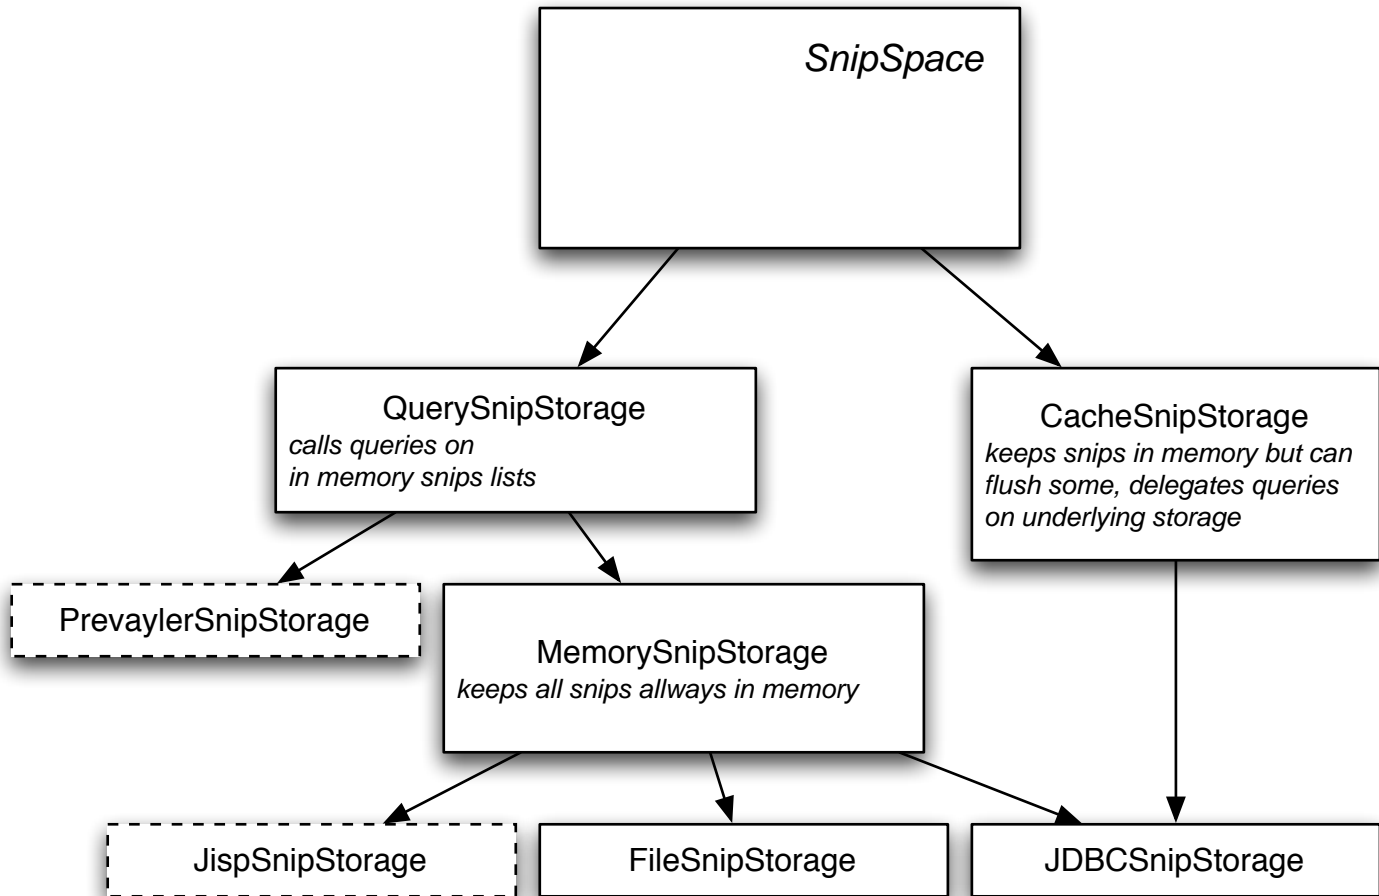 SnipSpace
QuerySnipStorage
calls queries on
in memory snips lists
CacheSnipStorage
keeps snips in memory but can
flush some, delegates queries
on underlying storage
PrevaylerSnipStorage
MemorySnipStorage
keeps all snips allways in memory
JispSnipStorage
FileSnipStorage
JDBCSnipStorage